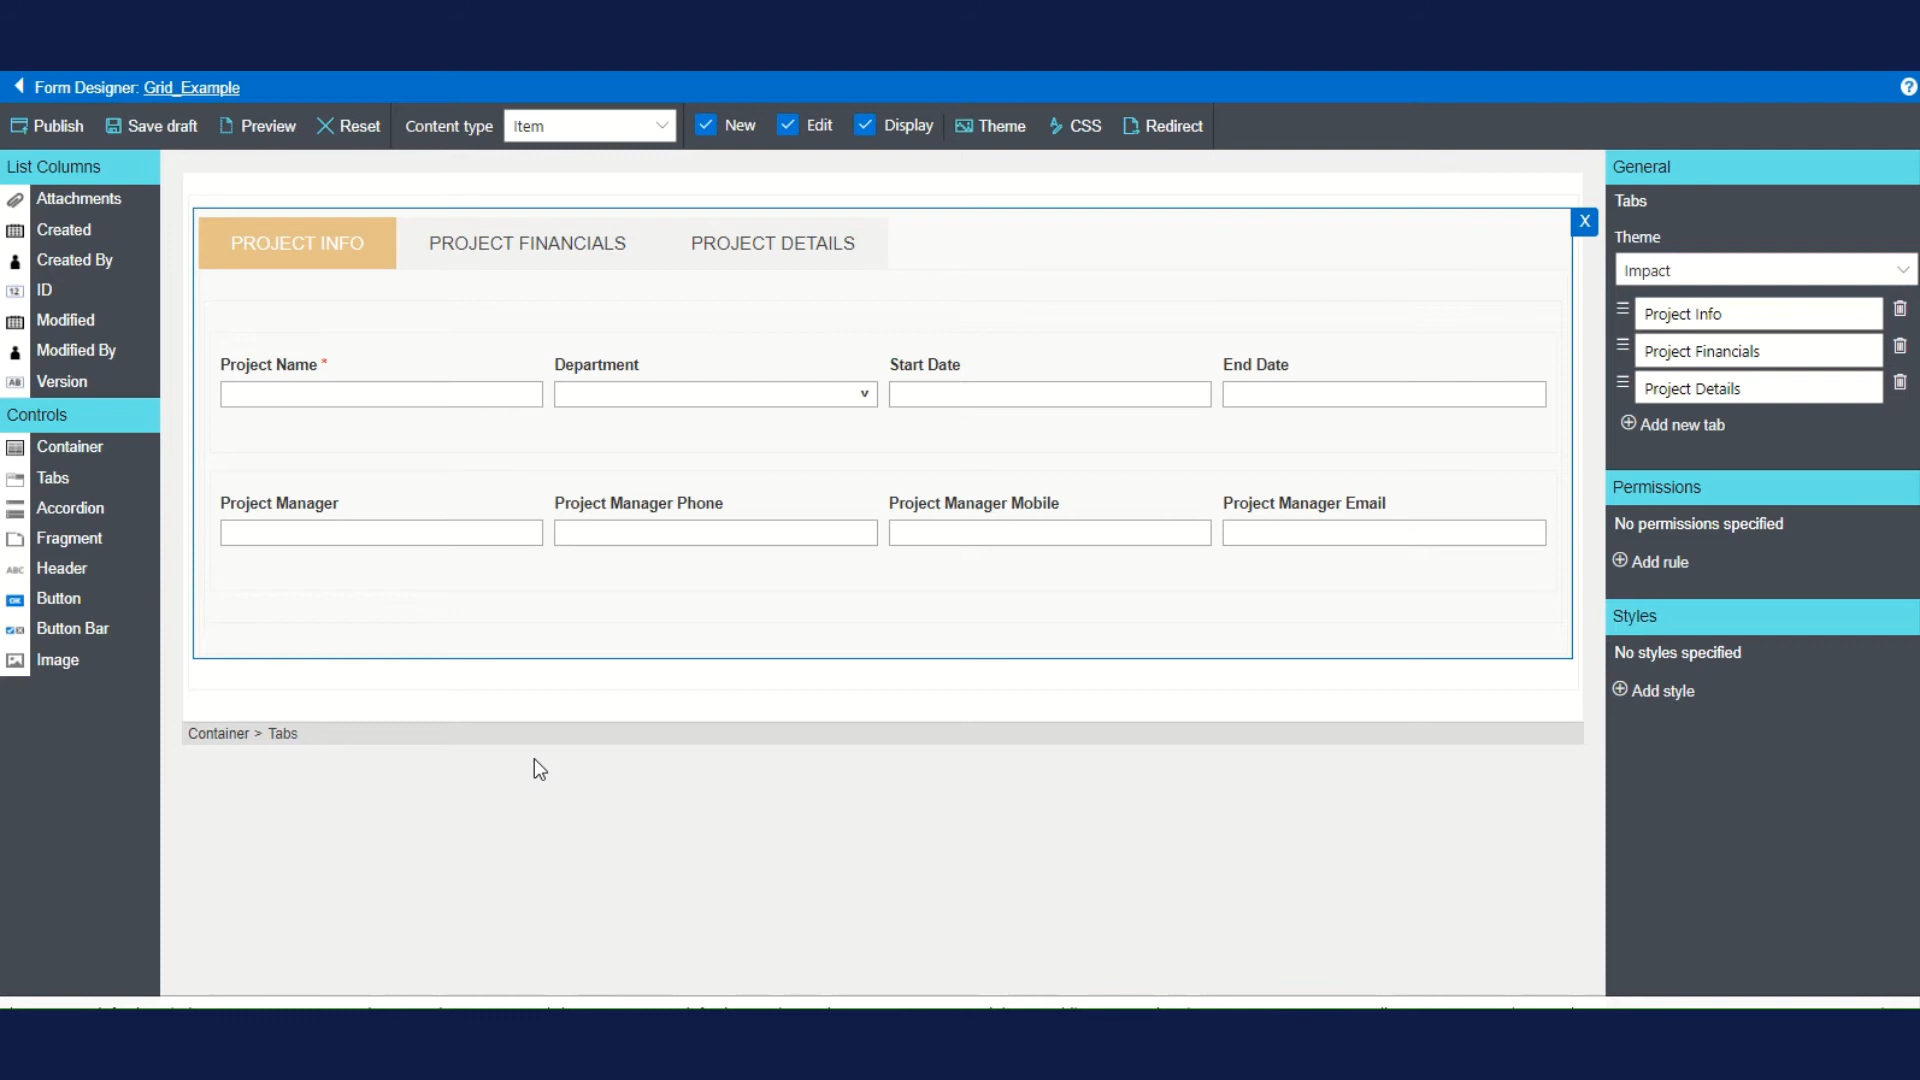 Form Designer: Grid_Example
?
Publish Save draft Preview Reset Content type Item New Edit Display Theme CSS Redirect
List Columns
Attachments
Created
Created By
12 ID
Modified
Modified By
AB Version
Controls
Container
Tabs
Accordion
Fragment
ABC Header
OK Button
Button Bar
Image
PROJECT INFO PROJECT FINANCIALS PROJECT DETAILS
X
Project Name * Department Start Date End Date
Project Manager Project Manager Phone Project Manager Mobile Project Manager Email
Container > Tabs
General
Tabs
Theme
Impact
Project Info
Project Financials
Project Details
Add new tab
Permissions
No permissions specified
Add rule
Styles
No styles specified
Add style